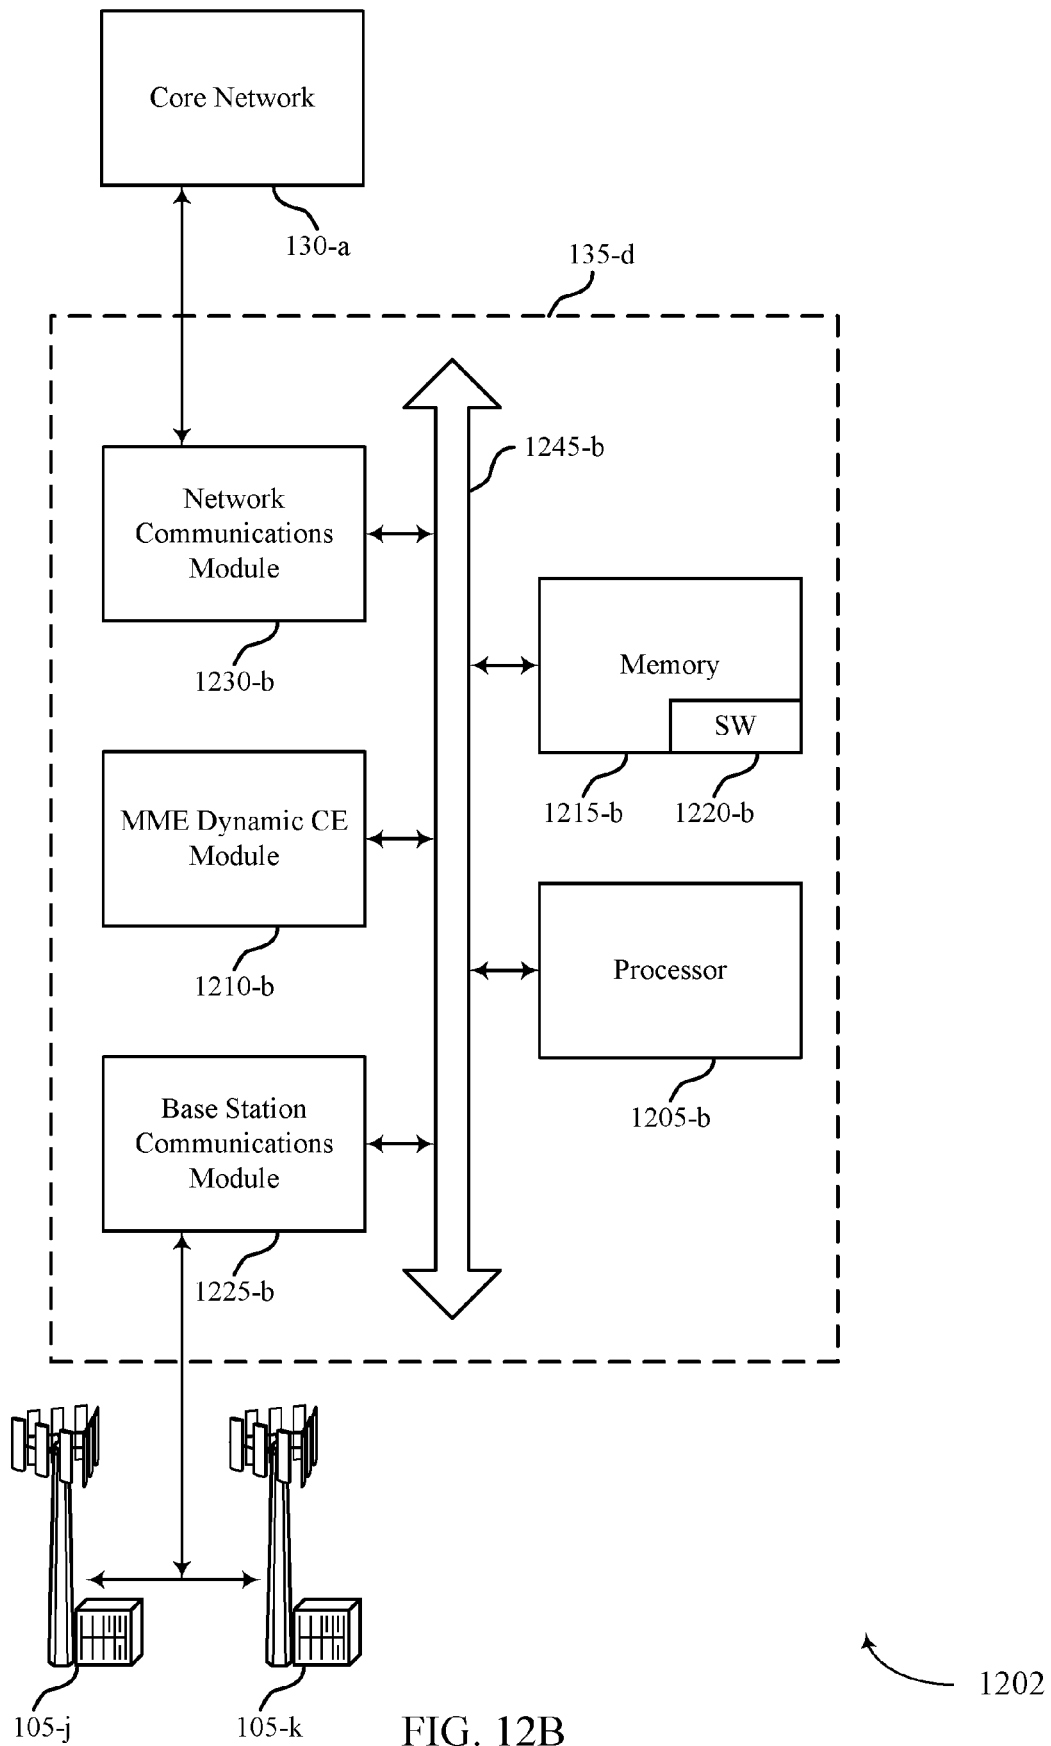 Core Network
130-a
135-d
1245-b
Network
Communications
Module
1230-b
Memory
SW
1215-b
1220-b
MME Dynamic CE
Module
1210-b
Processor
1205-b
Base Station
Communications
Module
1225-b
105-j
105-k
FIG. 12B
1202